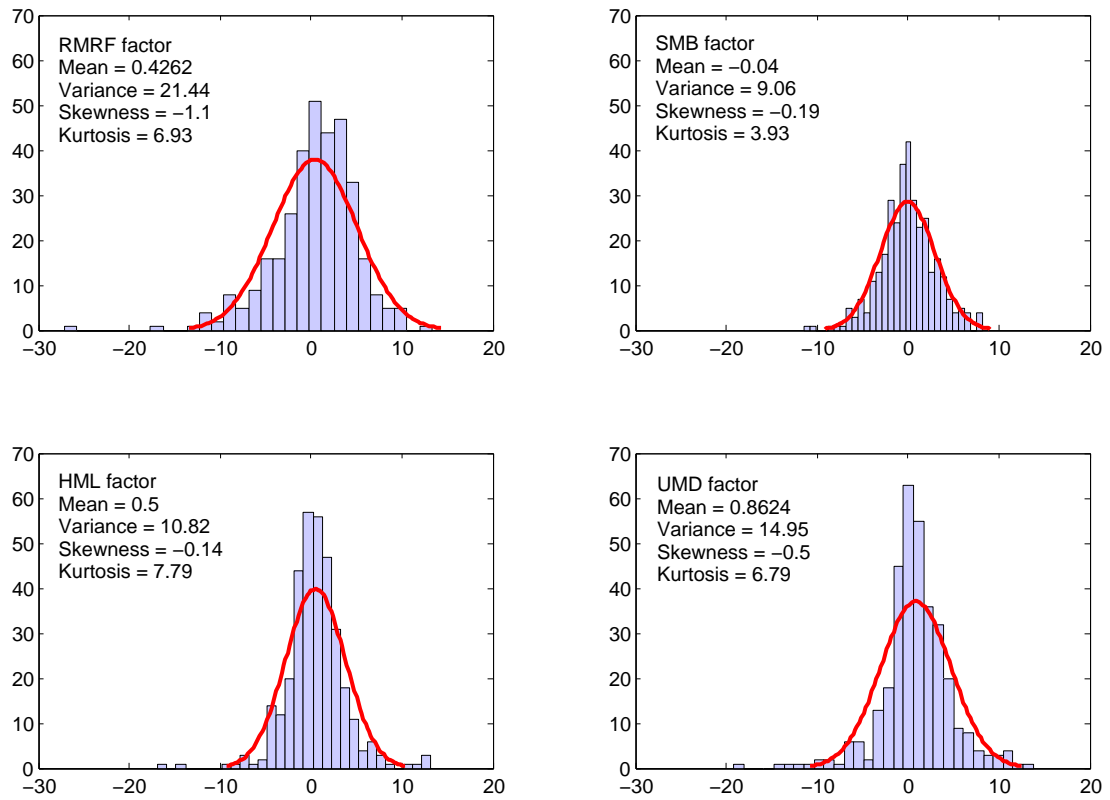 70
60
50
40
30
20
10
0
RMRF factor
Mean = 0.4262
Variance = 21.44
Skewness = −1.1
Kurtosis = 6.93
−30 −20 −10 0 10 20
70
60
50
40
30
20
10
0
SMB factor
Mean = −0.04
Variance = 9.06
Skewness = −0.19
Kurtosis = 3.93
−30 −20 −10 0 10 20
70
60
50
40
30
20
10
0
HML factor
Mean = 0.5
Variance = 10.82
Skewness = −0.14
Kurtosis = 7.79
−30 −20 −10 0 10 20
70
60
50
40
30
20
10
0
UMD factor
Mean = 0.8624
Variance = 14.95
Skewness = −0.5
Kurtosis = 6.79
−30 −20 −10 0 10 20